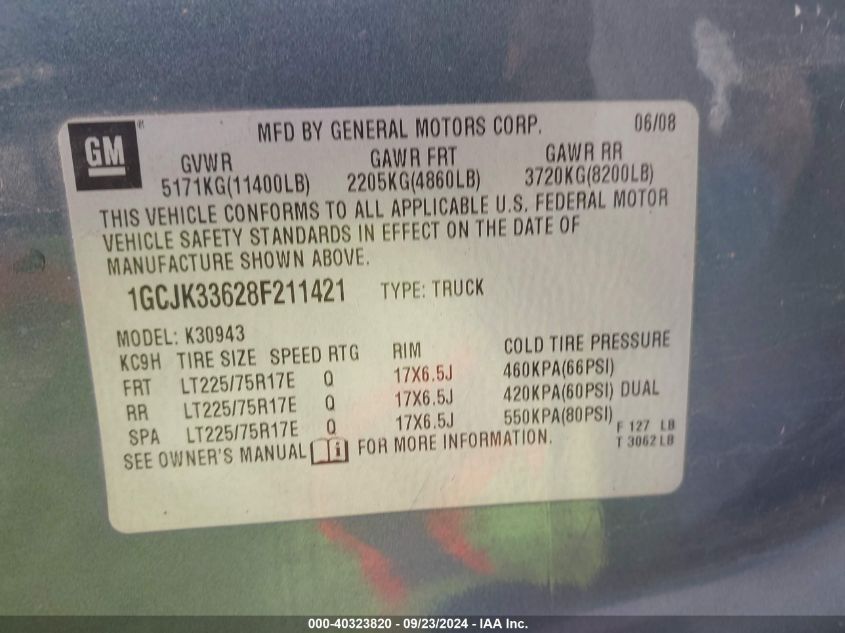 GM®
MFD BY GENERAL MOTORS CORP. 06/08
GVWR GAWR FRT GAWR RR
5171KG(11400LB) 2205KG(4860LB) 3720KG(8200LB)
THIS VEHICLE CONFORMS TO ALL APPLICABLE U.S. FEDERAL MOTOR
VEHICLE SAFETY STANDARDS IN EFFECT ON THE DATE OF
MANUFACTURE SHOWN ABOVE.
1GCJK33628F211421 TYPE: TRUCK
MODEL: K30943
KC9H TIRE SIZE SPEED RTG RIM COLD TIRE PRESSURE
FRT LT225/75R17E Q 17X6.5J 460KPA(66PSI)
RR LT225/75R17E Q 17X6.5J 420KPA(60PSI) DUAL
SPA LT225/75R17E Q 17X6.5J 550KPA(80PSI)
F 127 LB
T 3062 LB
SEE OWNER'S MANUAL i FOR MORE INFORMATION.
000-40323820 - 09/23/2024 - IAA Inc.